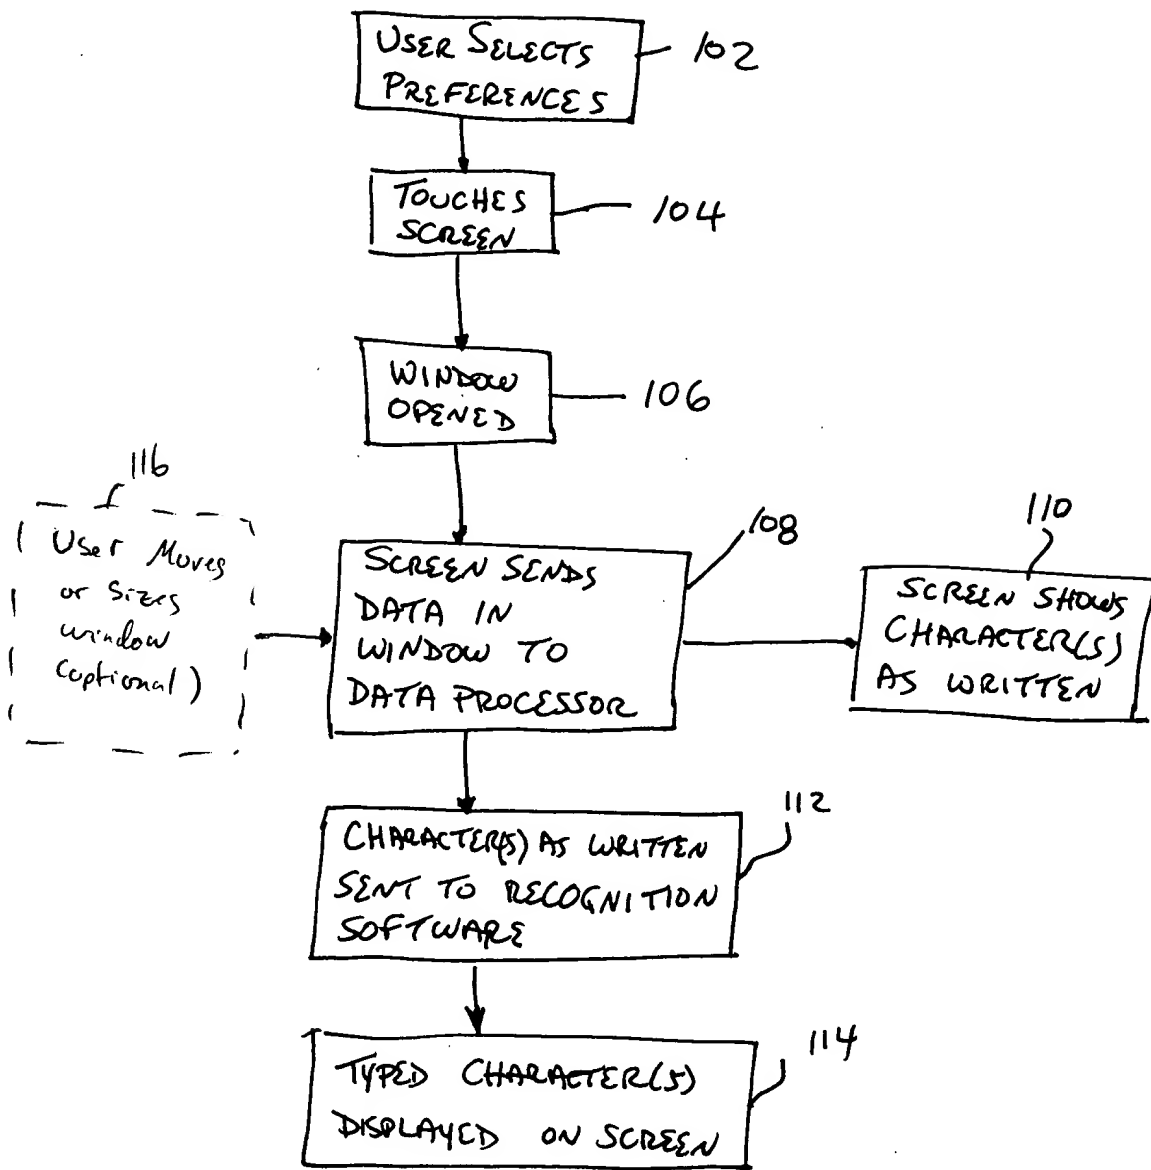 USER SELECTS
PREFERENCES
102
TOUCHES
SCREEN
104
WINDOW
OPENED
106
116
User Moves
or sizes
window
(optional)
SCREEN SENDS
DATA IN
WINDOW TO
DATA PROCESSOR
108
110
SCREEN SHOWS
CHARACTER(S)
AS WRITTEN
CHARACTER(S) AS WRITTEN
SENT TO RECOGNITION
SOFTWARE
112
TYPED CHARACTER(S)
DISPLAYED ON SCREEN
114